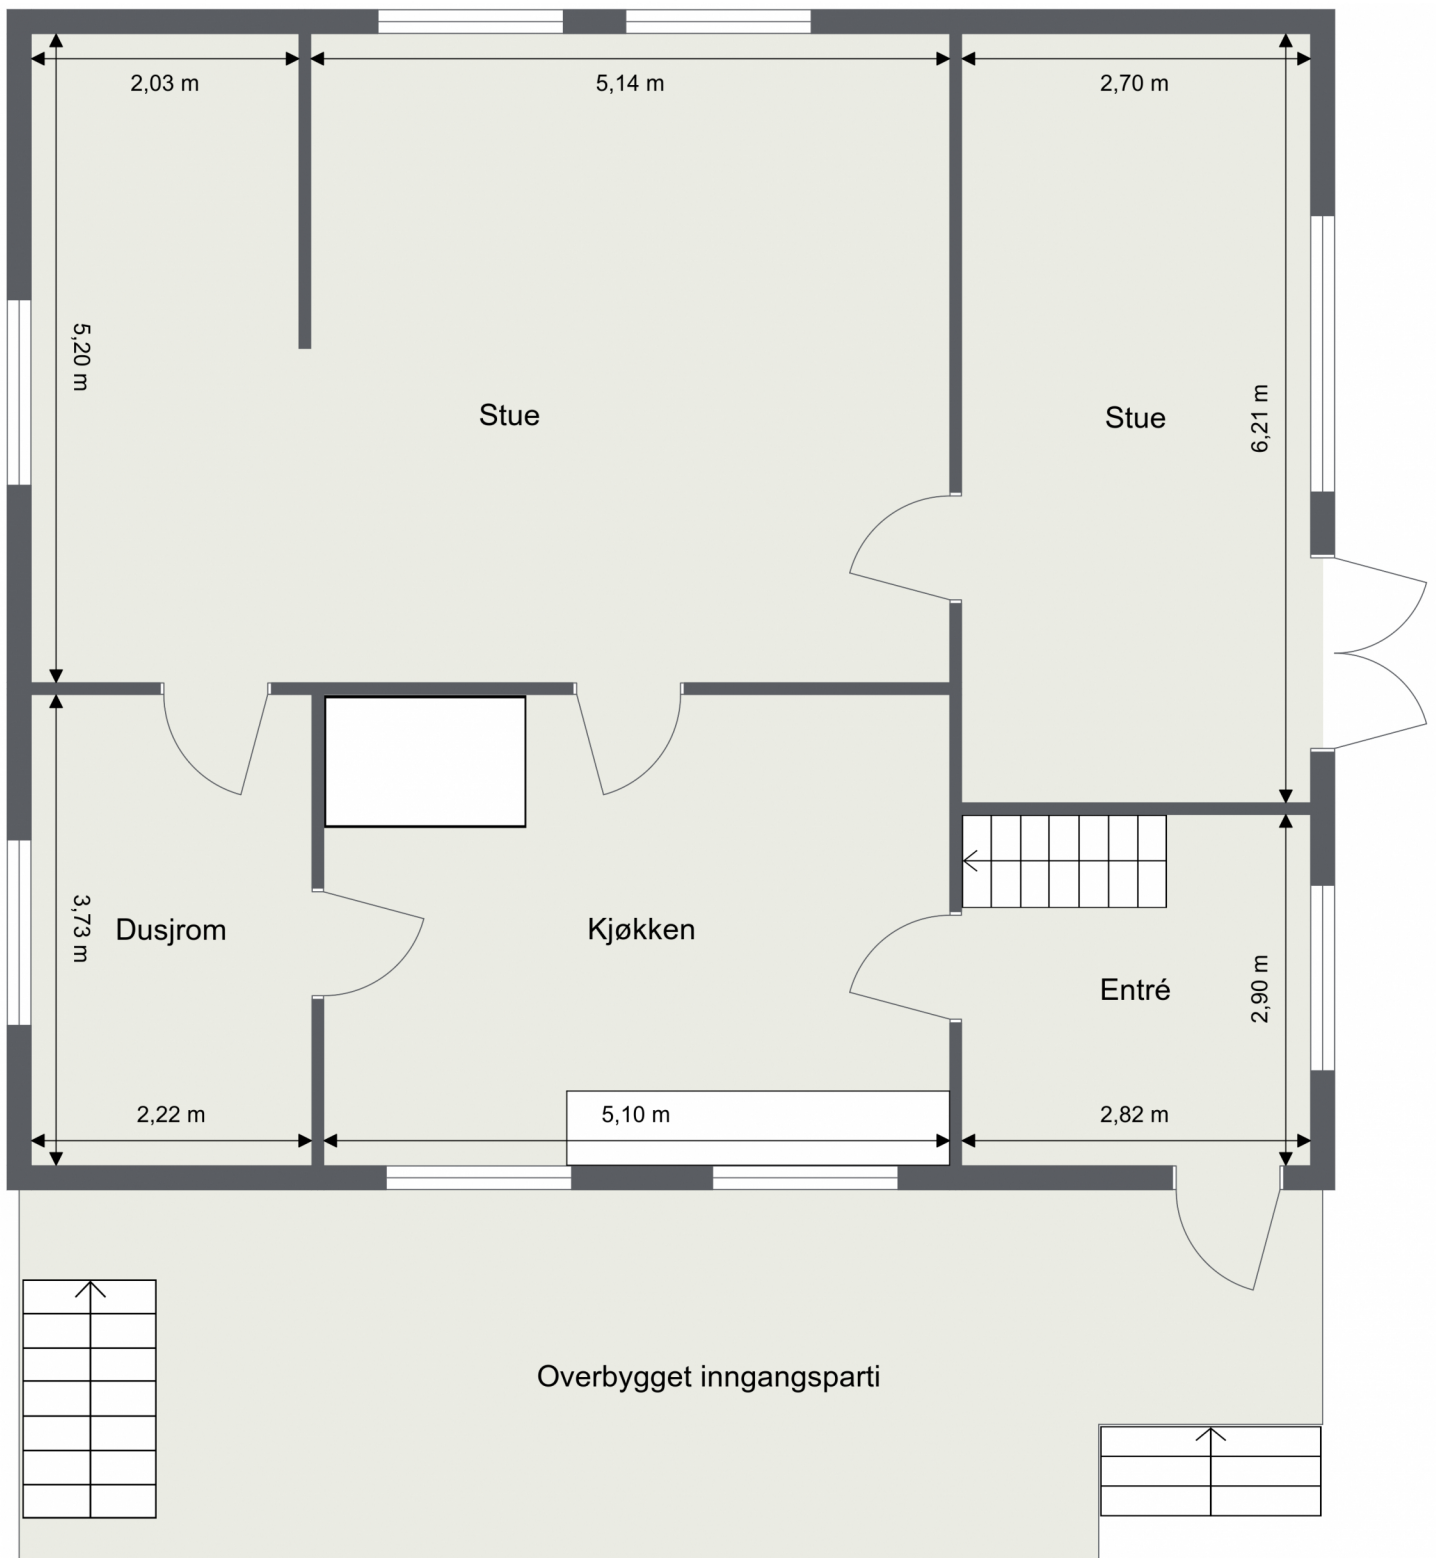 2,03 m
5,14 m
2,70 m
5,20 m
6,21 m
Stue
Stue
3,73 m
Dusjrom
Kjøkken
Entré
2,90 m
2,22 m
5,10 m
2,82 m
Overbygget inngangsparti